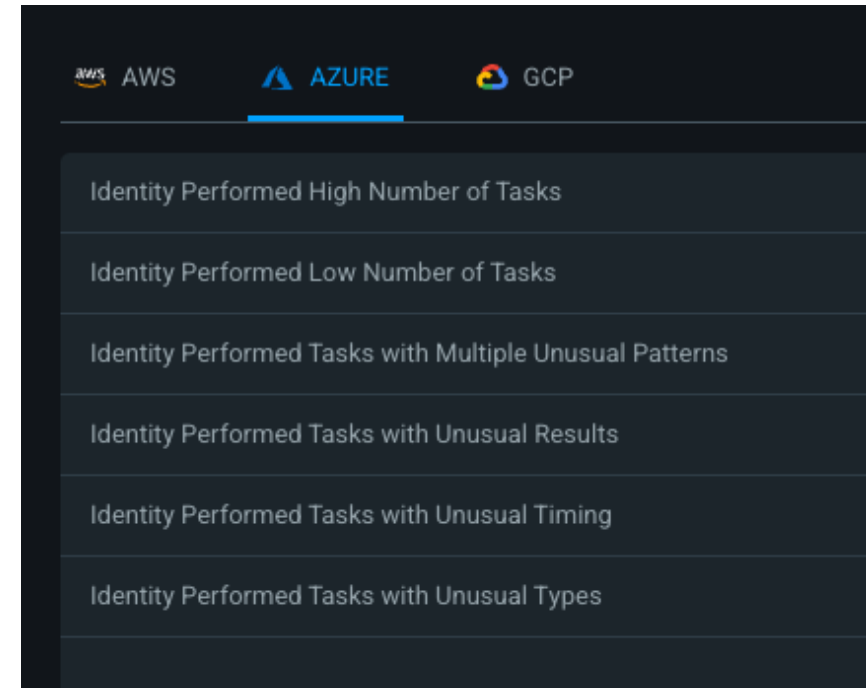 aws AWS AZURE GCP
Identity Performed High Number of Tasks
Identity Performed Low Number of Tasks
Identity Performed Tasks with Multiple Unusual Patterns
Identity Performed Tasks with Unusual Results
Identity Performed Tasks with Unusual Timing
Identity Performed Tasks with Unusual Types